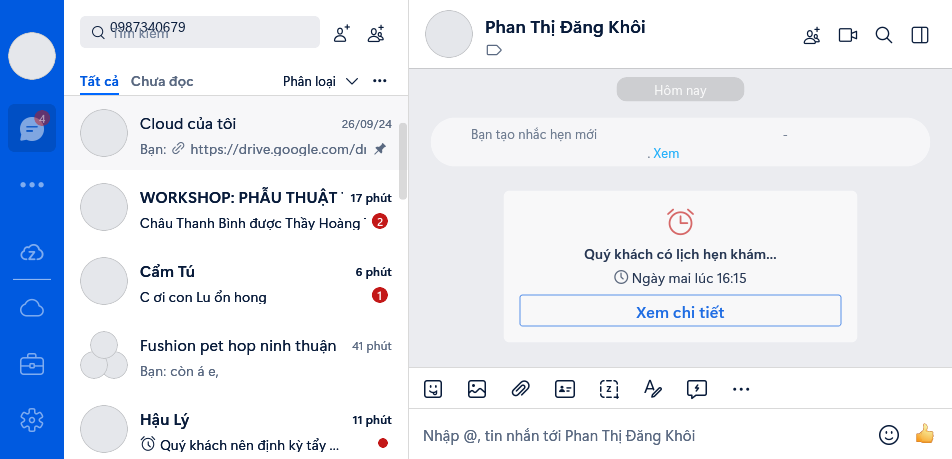 0987340679
Tìm kiếm
Tất cả Chưa đọc Phân loại
4
Cloud của tôi 26/09/24
Bạn: https://drive.google.com/dr
WORKSHOP: PHẪU THUẬT 17 phút
Châu Thanh Bình được Thầy Hoàng 2
Cẩm Tú 6 phút
C ơi con Lu ổn hong 1
Fushion pet hop ninh thuận 41 phút
Bạn: còn á e,
Hậu Lý 11 phút
Quý khách nên định kỳ tẩy ...
Phan Thị Đăng Khôi
Hôm nay
Bạn tạo nhắc hẹn mới -
. Xem
Quý khách có lịch hẹn khám...
Ngày mai lúc 16:15
Xem chi tiết
Nhập @, tin nhắn tới Phan Thị Đăng Khôi